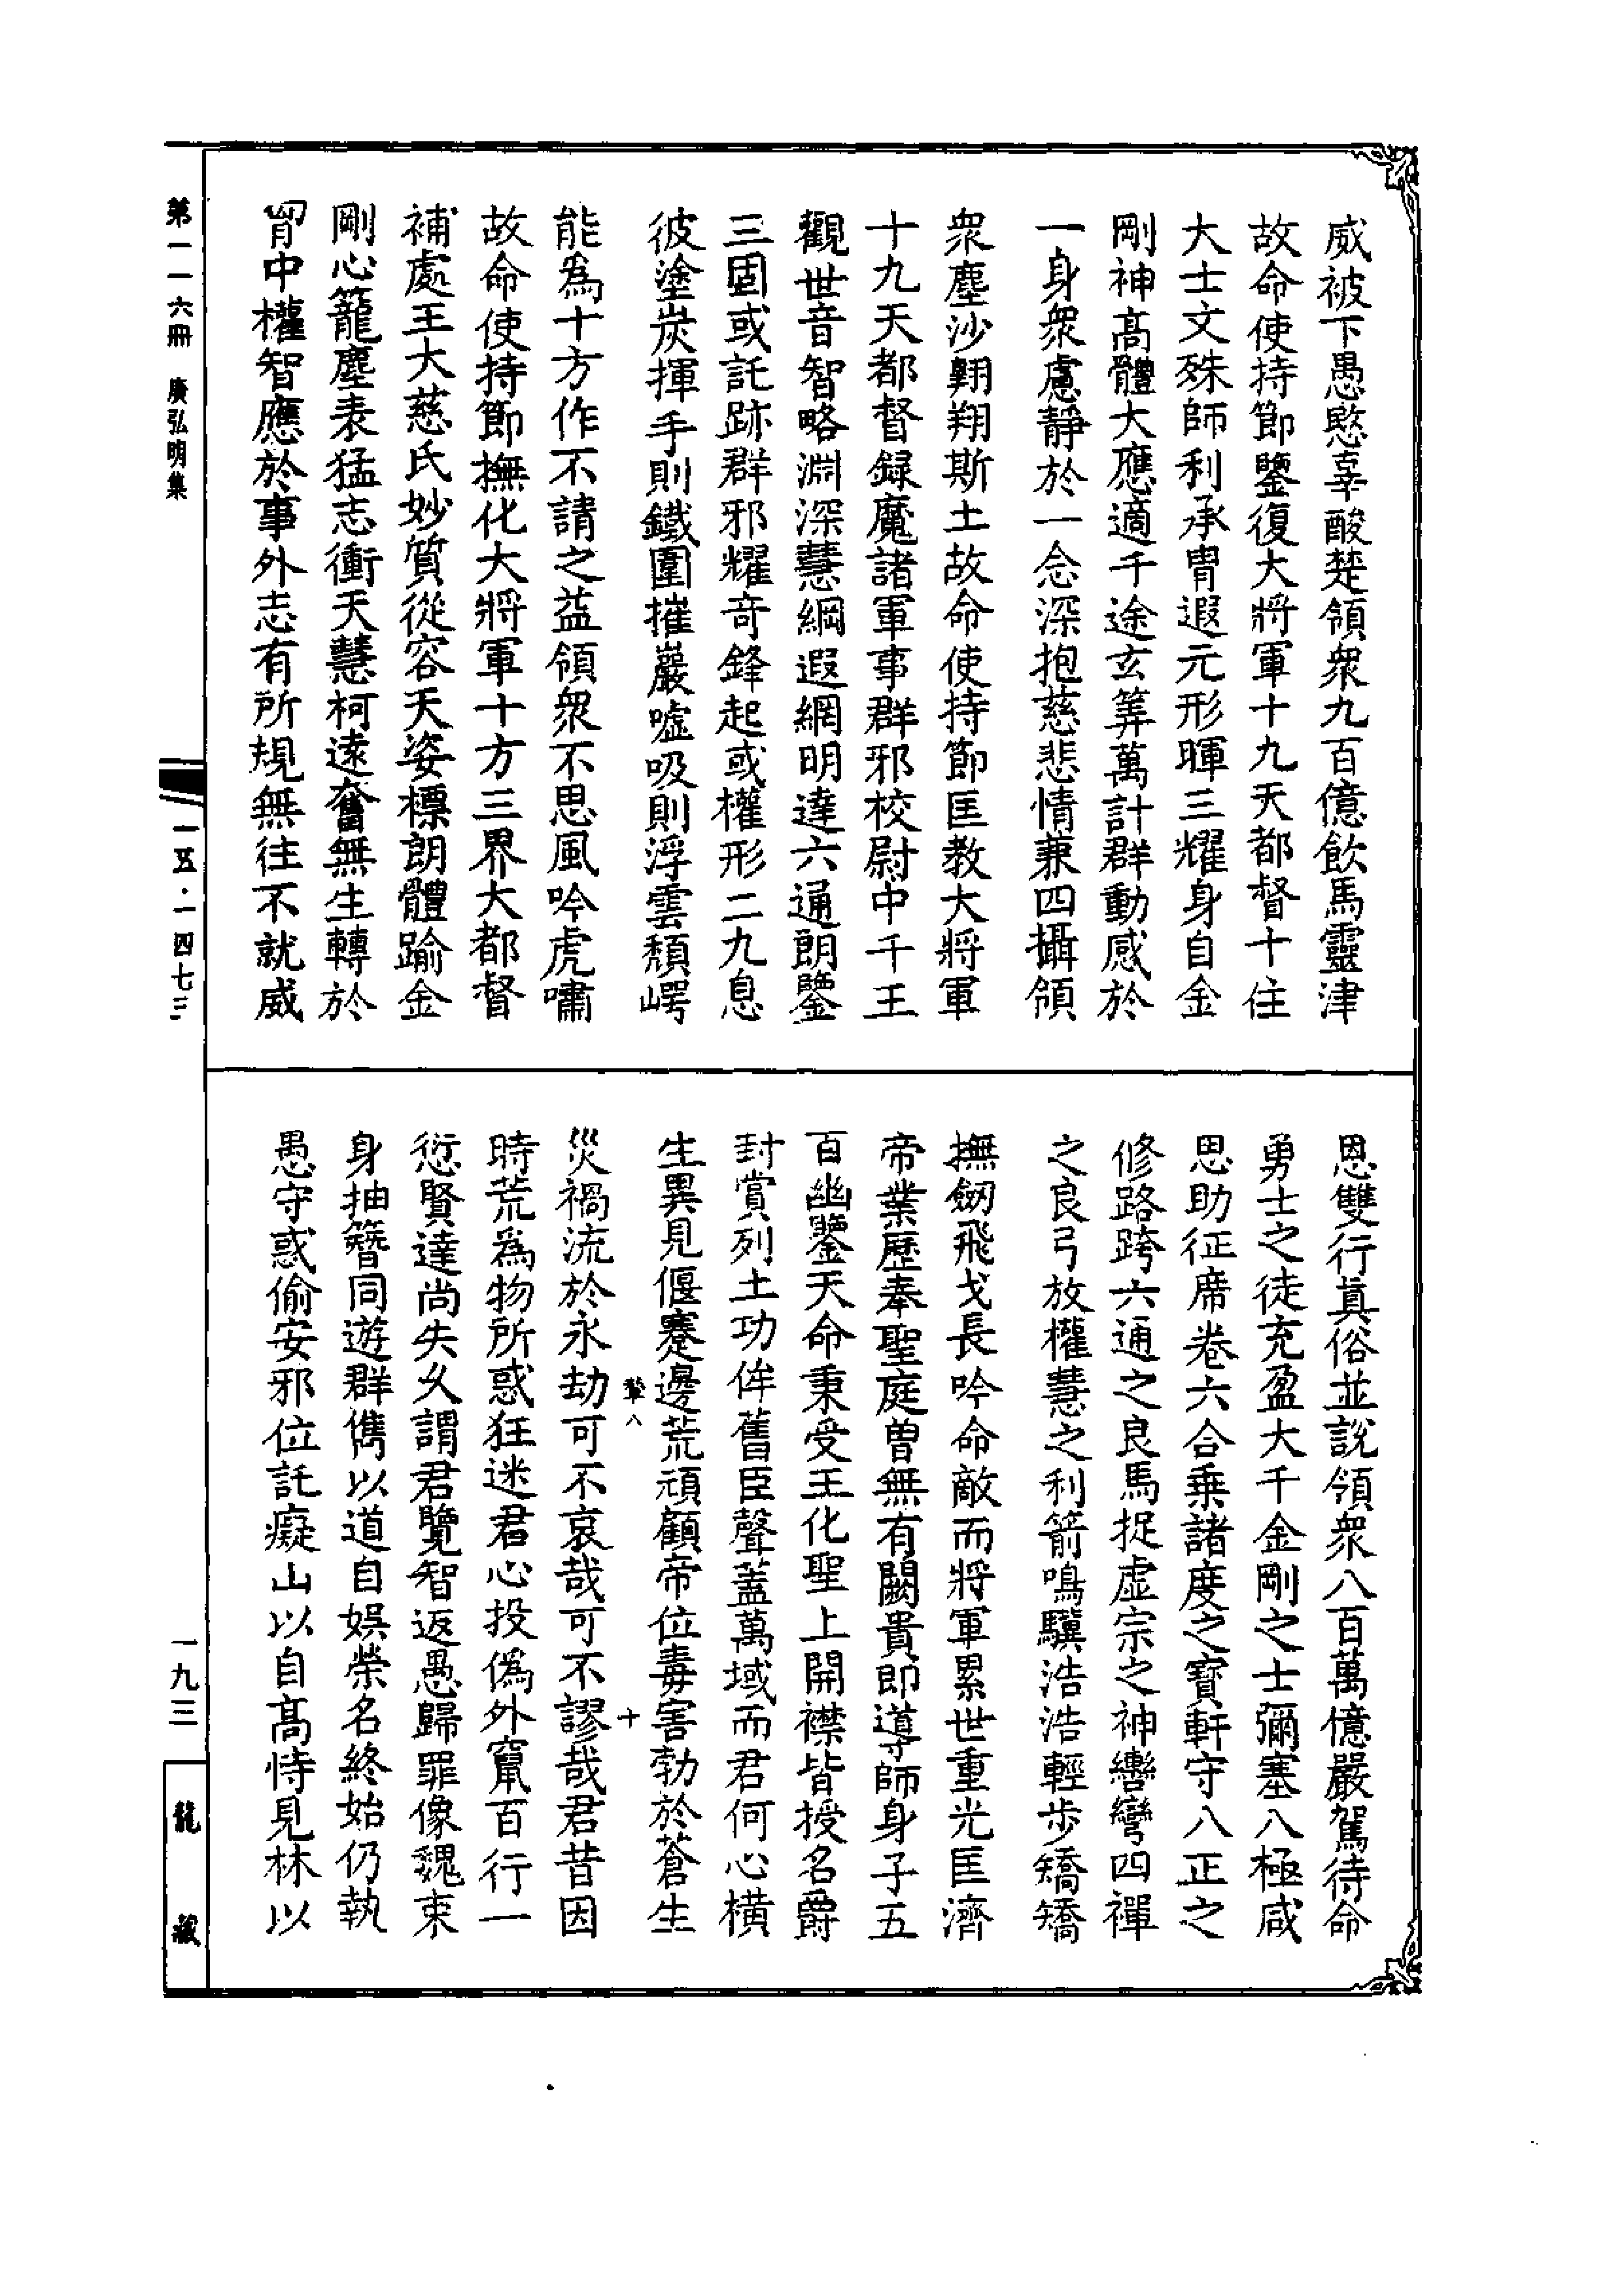 威被下愚愍辛酸楚領衆九百億飲馬靈津
故命使持節鑒復大將軍十九天都督十住
大士文殊師利承胄遐元形暉三耀身自金
剛神高體大應適千途玄筭萬計群動感於
一身衆慮靜於一念深抱慈悲情兼四攝領
衆塵沙翱翔斯土故命使持節匡教大將軍
十九天都督録魔諸軍事群邪校尉中千王
觀世音智略淵深慧綱遐網明達六通朗鑒
三固或託跡群邪耀奇鋒起或權形二九息
彼塗炭揮手則鐵圍摧巖嘘吸則浮雲頹崿
能為十方作不請之益領衆不思風吟虎嘯
故命使持節撫化大將軍十方三界大都督
補處王大慈氏妙質從容天姿標朗體踰金
剛心籠塵表猛志衝天慧柯遠奮無生轉於
胷中權智應於事外志有所規無往不就威
恩雙行真俗並說領衆八百萬億嚴駕待命
勇士之徒充盈大千金剛之士彌塞八極咸
思助征席卷六合乗諸度之寶軒守八正之
修路跨六通之良馬捉虛宗之神轡彎四禪
之良弓放權慧之利箭鳴驥浩浩輕步矯矯
撫劒飛戈長吟命敵而將軍累世重光匡濟
帝業歷奉聖庭曽無有闕貴即導師身子五
百幽鑒天命秉受王化聖上開襟皆授名爵
封賞列土功侔舊臣聲蓋萬域而君何心橫
生異見偃蹇邊荒頑顧帝位毒害勃於蒼生
災禍流於永劫可不哀哉可不謬哉君昔因
時荒為物所惑狂迷君心投偽外竄百行一
愆賢達尚失久謂君覽智返愚歸罪像魏束
身抽簪同遊群儁以道自娯榮名終始仍執
愚守惑偷安邪位託癡山以自高恃見林以
八
十
第一一六冊 廣弘明集
一五·一四七三
一九三
龍藏